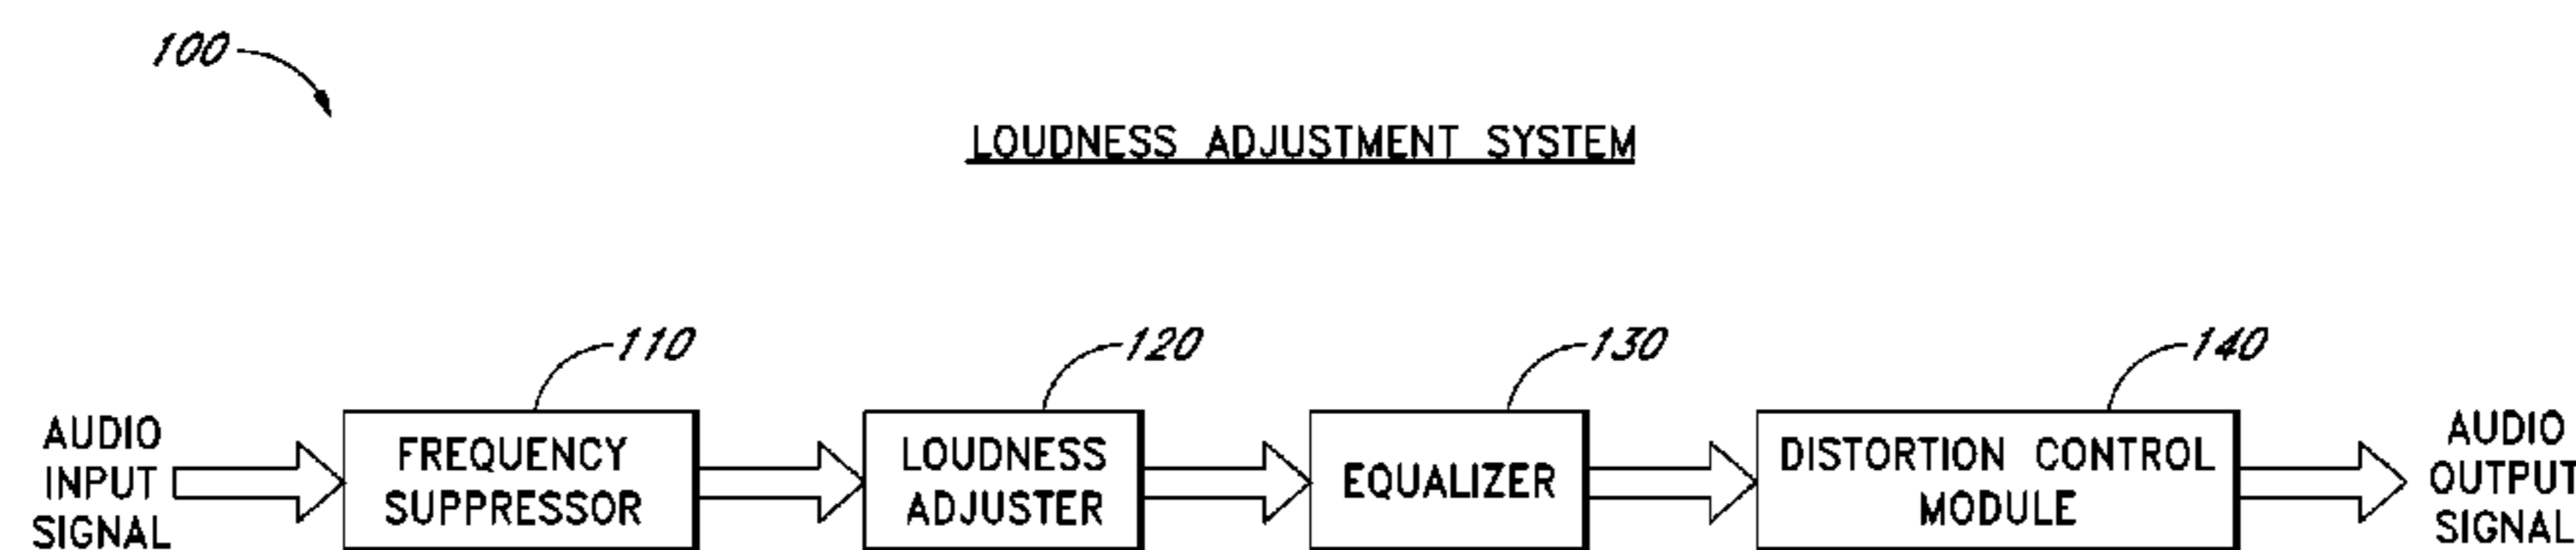 100
LOUDNESS ADJUSTMENT SYSTEM
110
120
130
140
AUDIO
INPUT
SIGNAL
FREQUENCY
SUPPRESSOR
LOUDNESS
ADJUSTER
EQUALIZER
DISTORTION CONTROL
MODULE
AUDIO
OUTPUT
SIGNAL